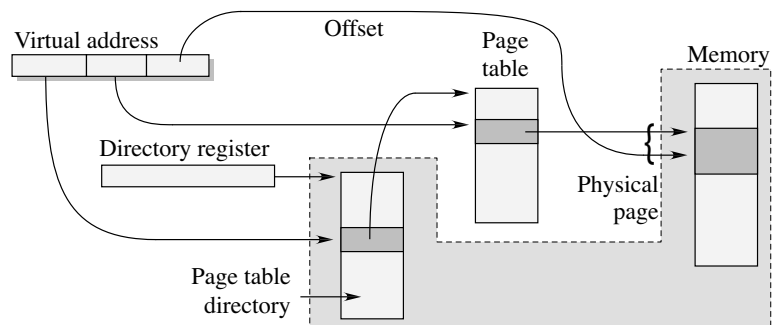 Virtual address
Offset
Page
table
Memory
Directory register
Physical
page
Page table
directory